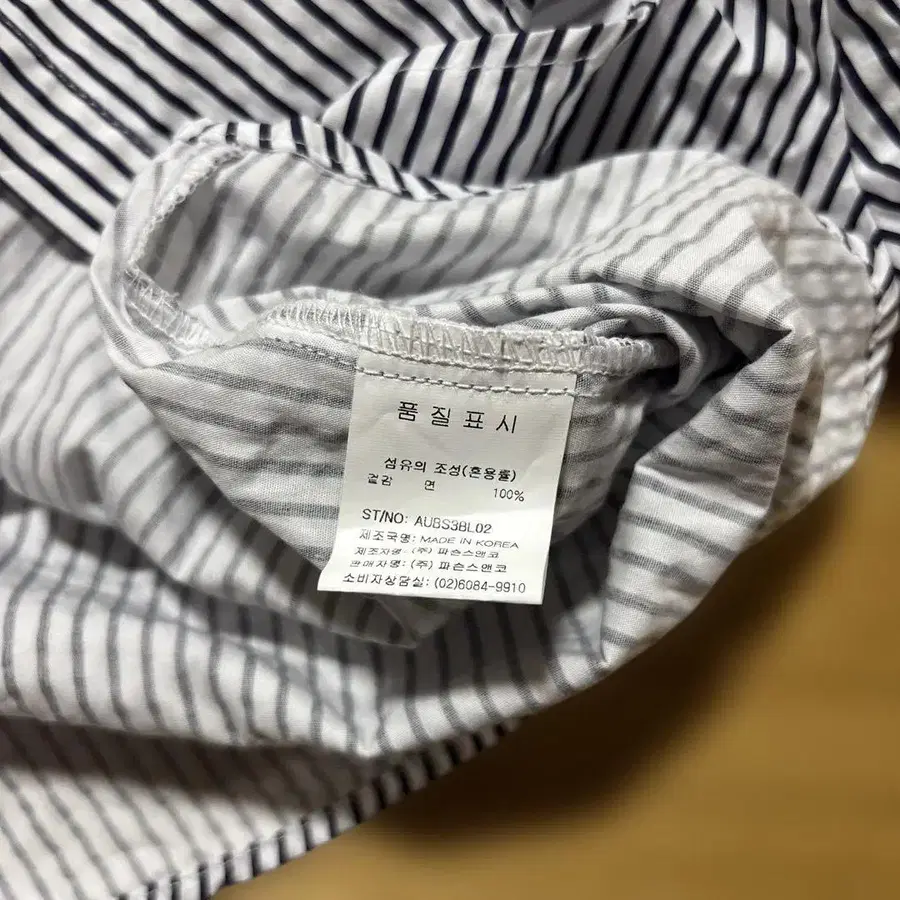 품 질 표 시
섬유의 조성(혼용률)
겉감 면 100%
ST/NO: AUBS3BL02
제조국명: MADE IN KOREA
제조자명: (주) 파슨스앤코
판매자명: (주) 파슨스앤코
소비자상담실: (02)6084-9910